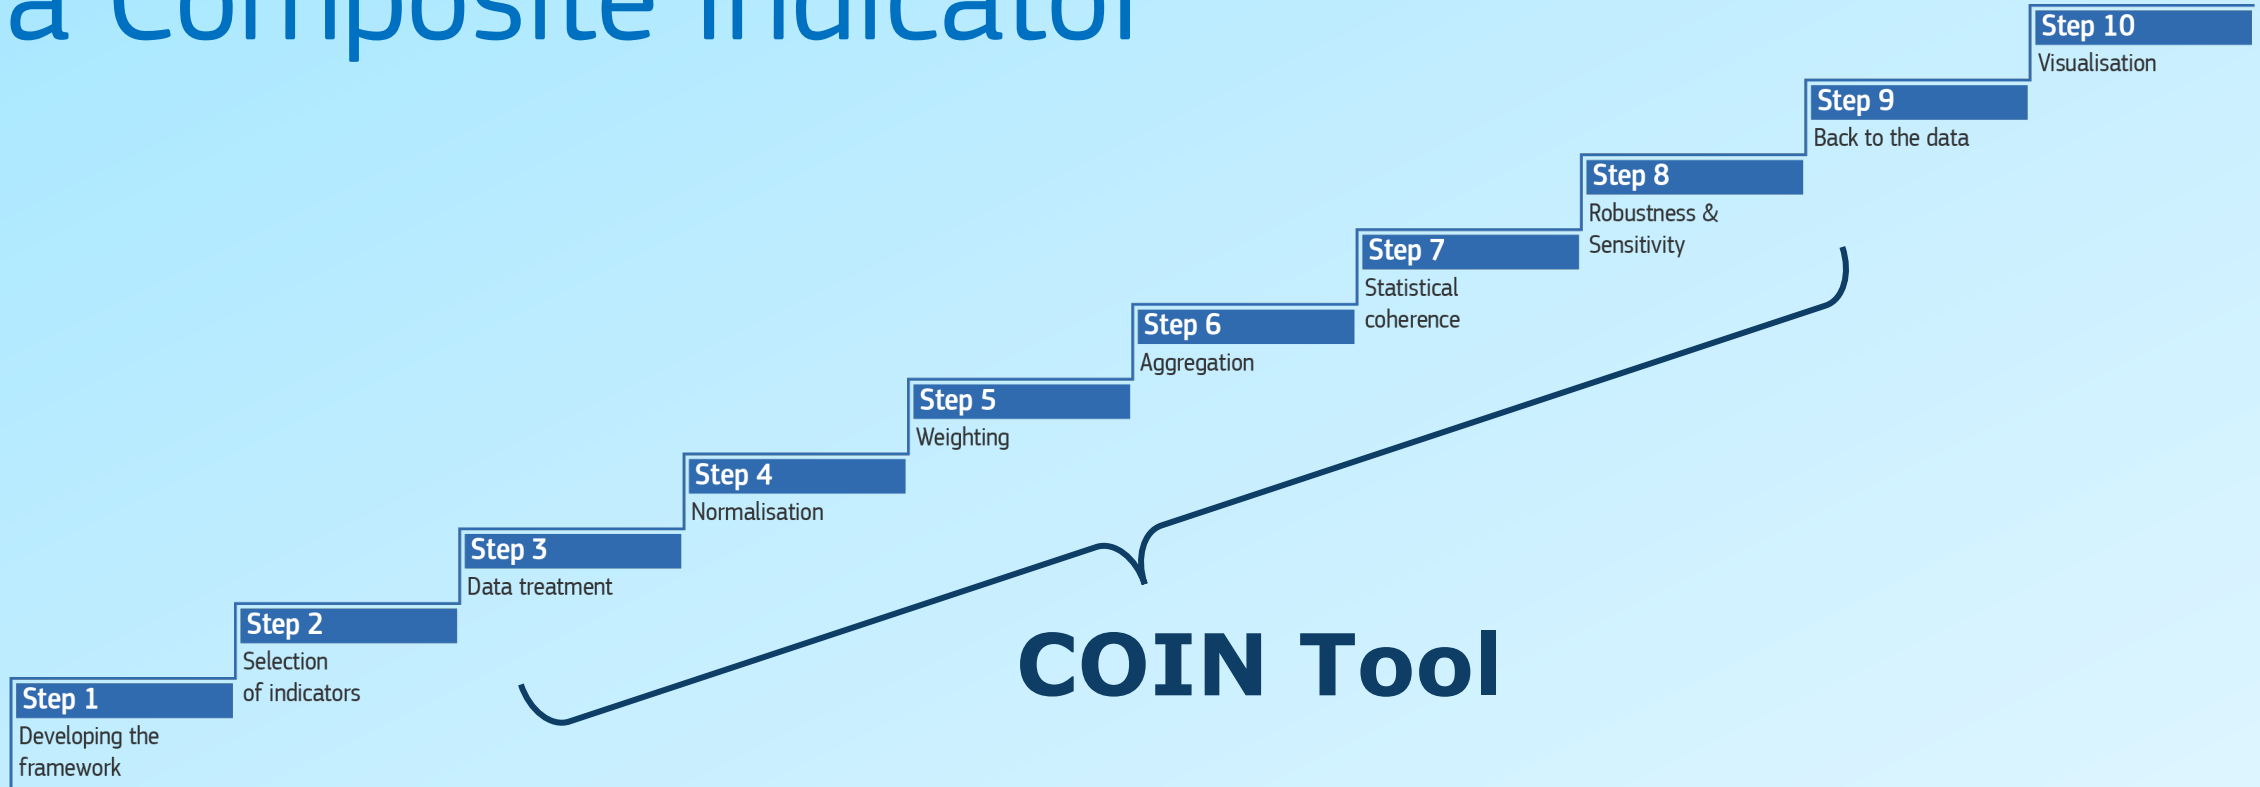 a Composite Indicator
Step 10
Visualisation
Step 9
Back to the data
Step 8
Robustness &
Sensitivity
Step 7
Statistical
coherence
Step 6
Aggregation
Step 5
Weighting
Step 4
Normalisation
Step 3
Data treatment
Step 2
Selection
of indicators
Step 1
Developing the
framework
COIN Tool